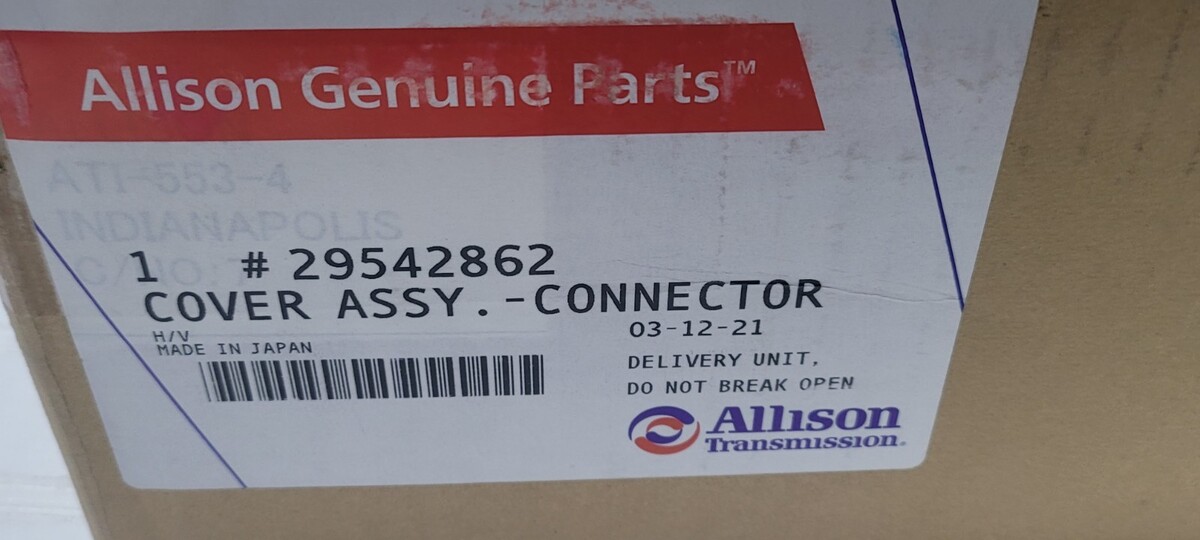 Allison Genuine Parts™
ATI-553-4
INDIANAPOLIS
1 # 29542862
COVER ASSY. -CONNECTOR
H/V
MADE IN JAPAN
03-12-21
DELIVERY UNIT,
DO NOT BREAK OPEN
Allison
Transmission®